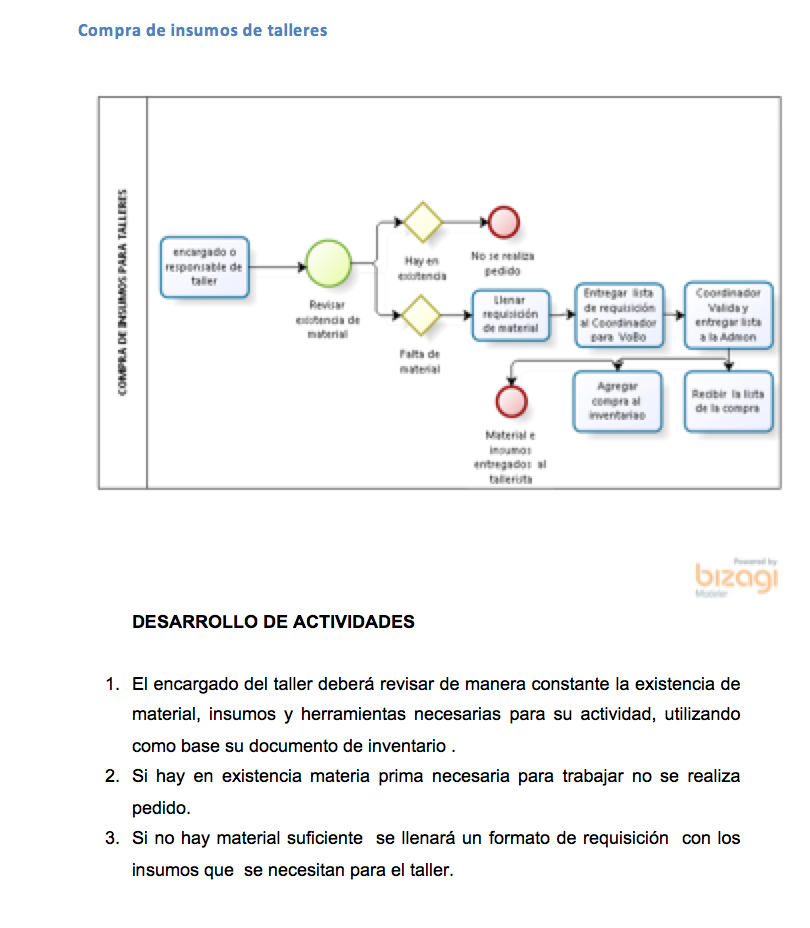 Compra de insumos de talleres
COMPRA DE INSUMOS PARA TALLERES
encargado o
responsable de
taller
Revisar
existencia de
material
Hay en
existencia
No se realiza
pedido
Falta de
material
Llenar
requisición
de material
Entregar lista
de requisición
al Coordinador
para VoBo
Coordinador
Valida y
entregar lista
a la Admon
Recibir la lista
de la compra
Agregar
compra al
inventariao
Material e
insumos
entregados al
tallerista
Powered by
bizagi
Modeler
DESARROLLO DE ACTIVIDADES
1. El encargado del taller deberá revisar de manera constante la existencia de
material, insumos y herramientas necesarias para su actividad, utilizando
como base su documento de inventario .
2. Si hay en existencia materia prima necesaria para trabajar no se realiza
pedido.
3. Si no hay material suficiente se llenará un formato de requisición con los
insumos que se necesitan para el taller.